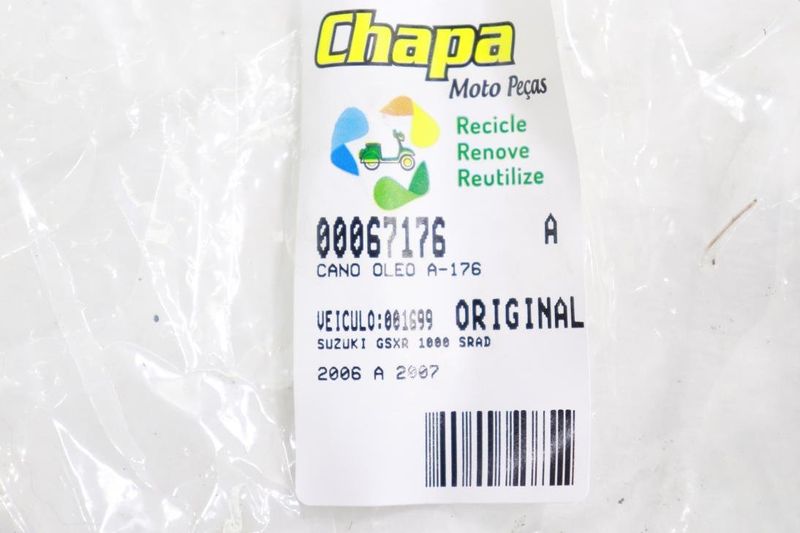 Chapa
Moto Peças
Recicle
Renove
Reutilize
00067176 A
CANO OLEO A-176
VEICULO:001699 ORIGINAL
SUZUKI GSXR 1000 SRAD
2006 A 2007